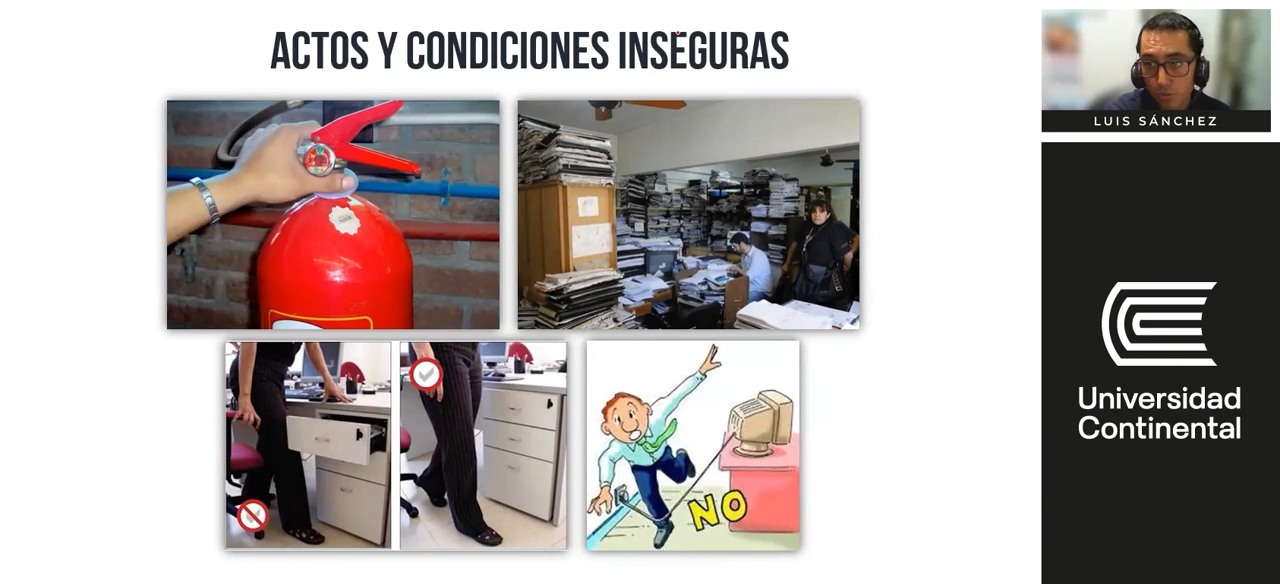 ACTOS Y CONDICIONES INSEGURAS
LUIS SÁNCHEZ
NO
Universidad
Continental